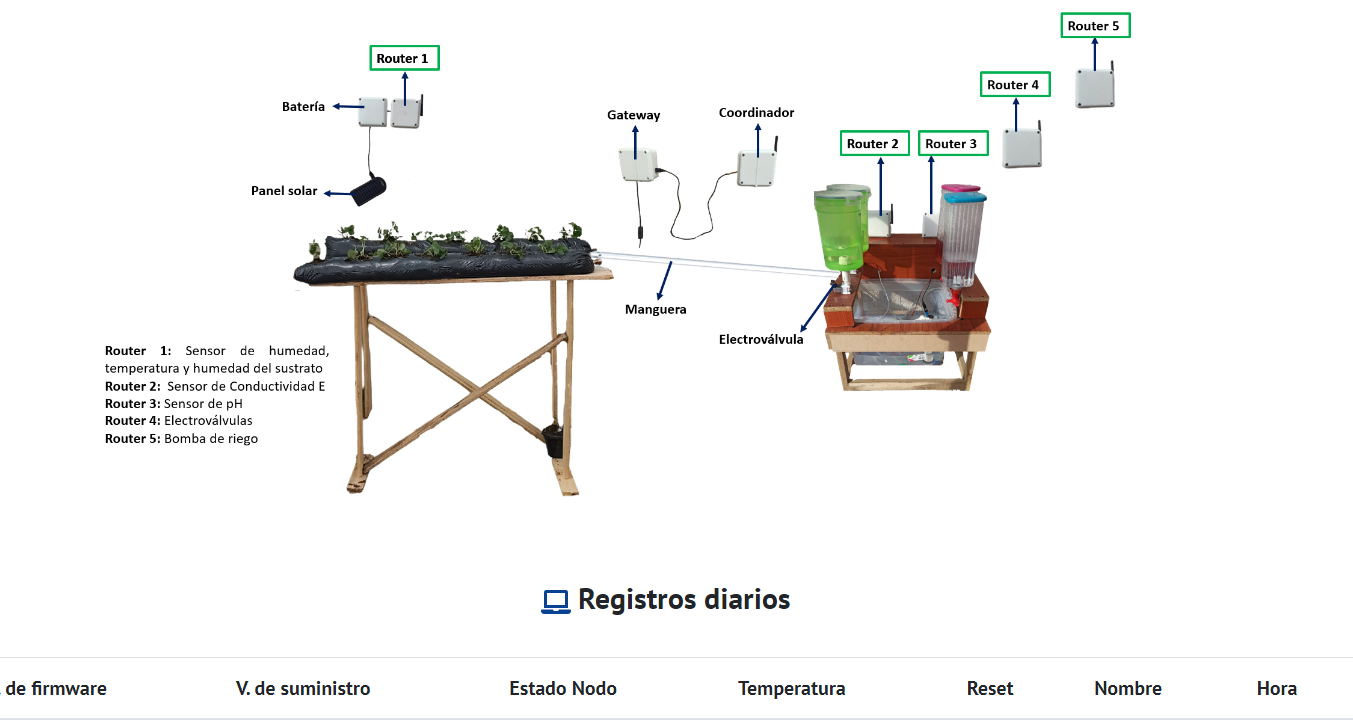 Router 5
Router 1
Router 4
Batería
Gateway
Coordinador
Router 2
Router 3
Panel solar
Manguera
Electroválvula
Router 1: Sensor de humedad,
temperatura y humedad del sustrato
Router 2: Sensor de Conductividad E
Router 3: Sensor de pH
Router 4: Electroválvulas
Router 5: Bomba de riego
Registros diarios
. de firmware V. de suministro Estado Nodo Temperatura Reset Nombre Hora